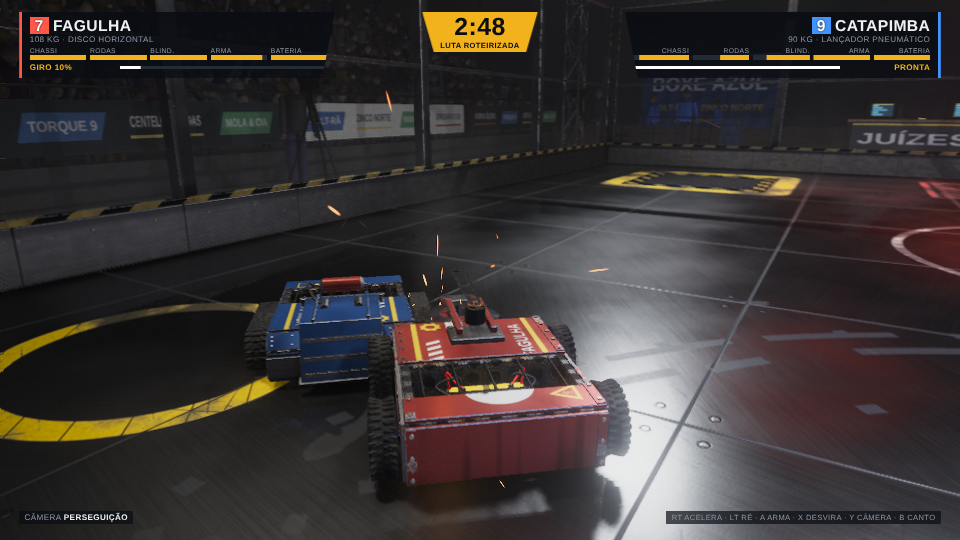 7 FAGULHA
108 KG · DISCO HORIZONTAL
CHASSI RODAS BLIND. ARMA BATERIA
GIRO 10%
2:48
LUTA ROTEIRIZADA
9 CATAPIMBA
90 KG · LANÇADOR PNEUMÁTICO
CHASSI RODAS BLIND. ARMA BATERIA
PRONTA
BOXE AZUL
TORQUE 9
MOLA & CIA
ZINCO NORTE
JUÍZES
FAGULHA
CÂMERA PERSEGUIÇÃO
RT ACELERA · LT RÉ · A ARMA · X DESVIRA · Y CÂMERA · B CANTO